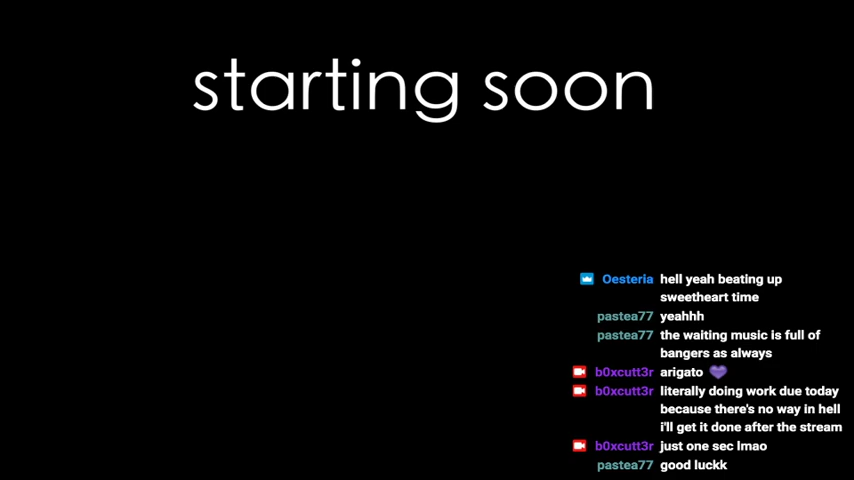 starting soon
Oesteria hell yeah beating up
sweetheart time
pastea77 yeahhh
pastea77 the waiting music is full of
bangers as always
b0xcutt3r arigato
b0xcutt3r literally doing work due today
because there's no way in hell
i'll get it done after the stream
b0xcutt3r just one sec lmao
pastea77 good luckk